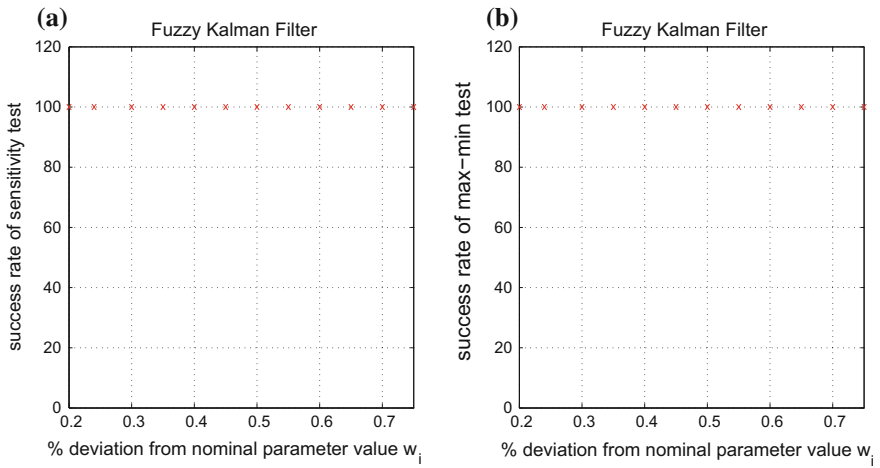 (a)
Fuzzy Kalman Filter
success rate of sensitivity test
120
100
80
60
40
20
0
0.2 0.3 0.4 0.5 0.6 0.7
% deviation from nominal parameter value w_i
(b)
Fuzzy Kalman Filter
success rate of max−min test
120
100
80
60
40
20
0
0.2 0.3 0.4 0.5 0.6 0.7
% deviation from nominal parameter value w_i